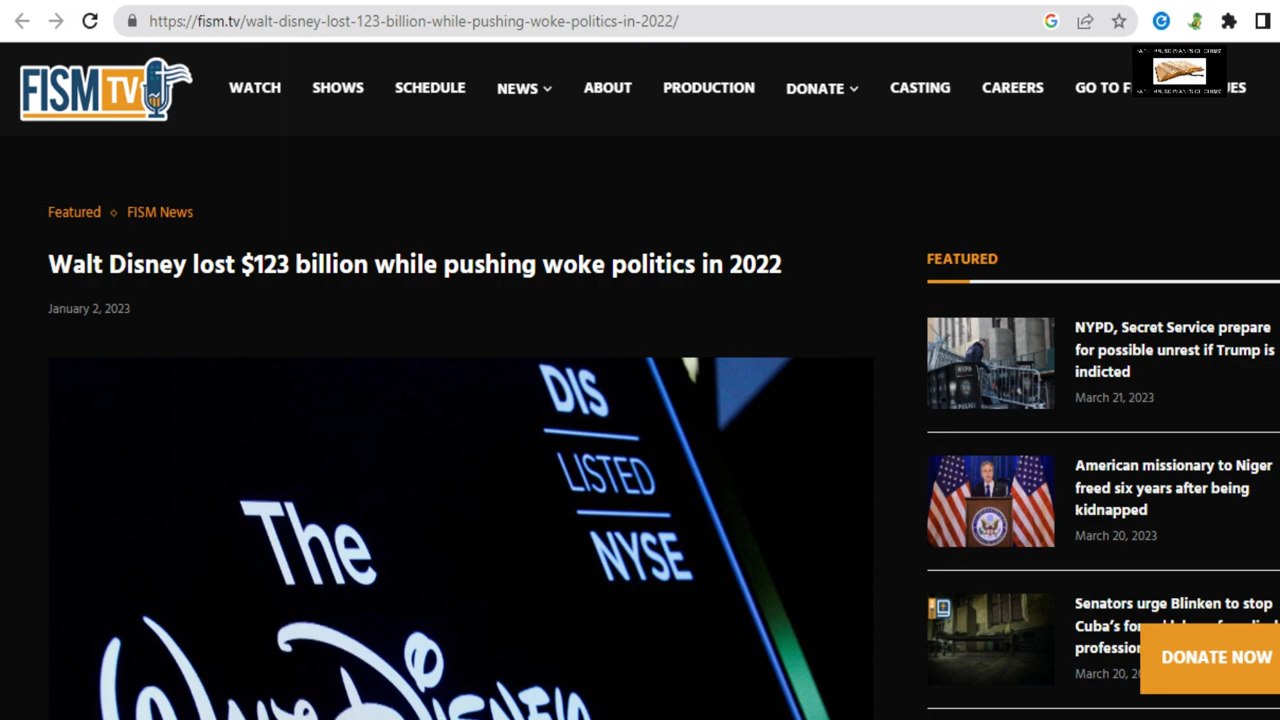 https://fism.tv/walt-disney-lost-123-billion-while-pushing-woke-politics-in-2022/
FISM TV
WATCH
SHOWS
SCHEDULE
NEWS
ABOUT
PRODUCTION
DONATE
CASTING
CAREERS
GO TO
Featured ◇ FISM News
Walt Disney lost $123 billion while pushing woke politics in 2022
January 2, 2023
DIS
LISTED
NYSE
The
WALT DISNEY
FEATURED
NYPD, Secret Service prepare
for possible unrest if Trump is
indicted
March 21, 2023
American missionary to Niger
freed six years after being
kidnapped
March 20, 2023
Senators urge Blinken to stop
Cuba's
March 20,
DONATE NOW